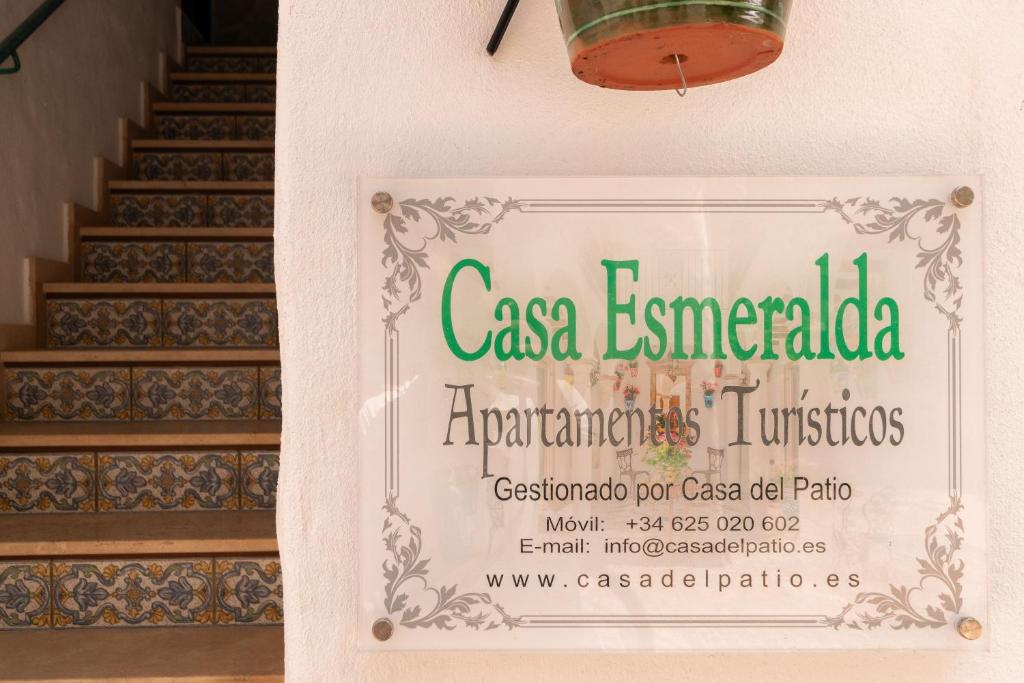 Casa Esmeralda
Apartamentos Turísticos
Gestionado por Casa del Patio
Móvil: +34 625 020 602
E-mail: info@casadelpatio.es
www.casadelpatio.es